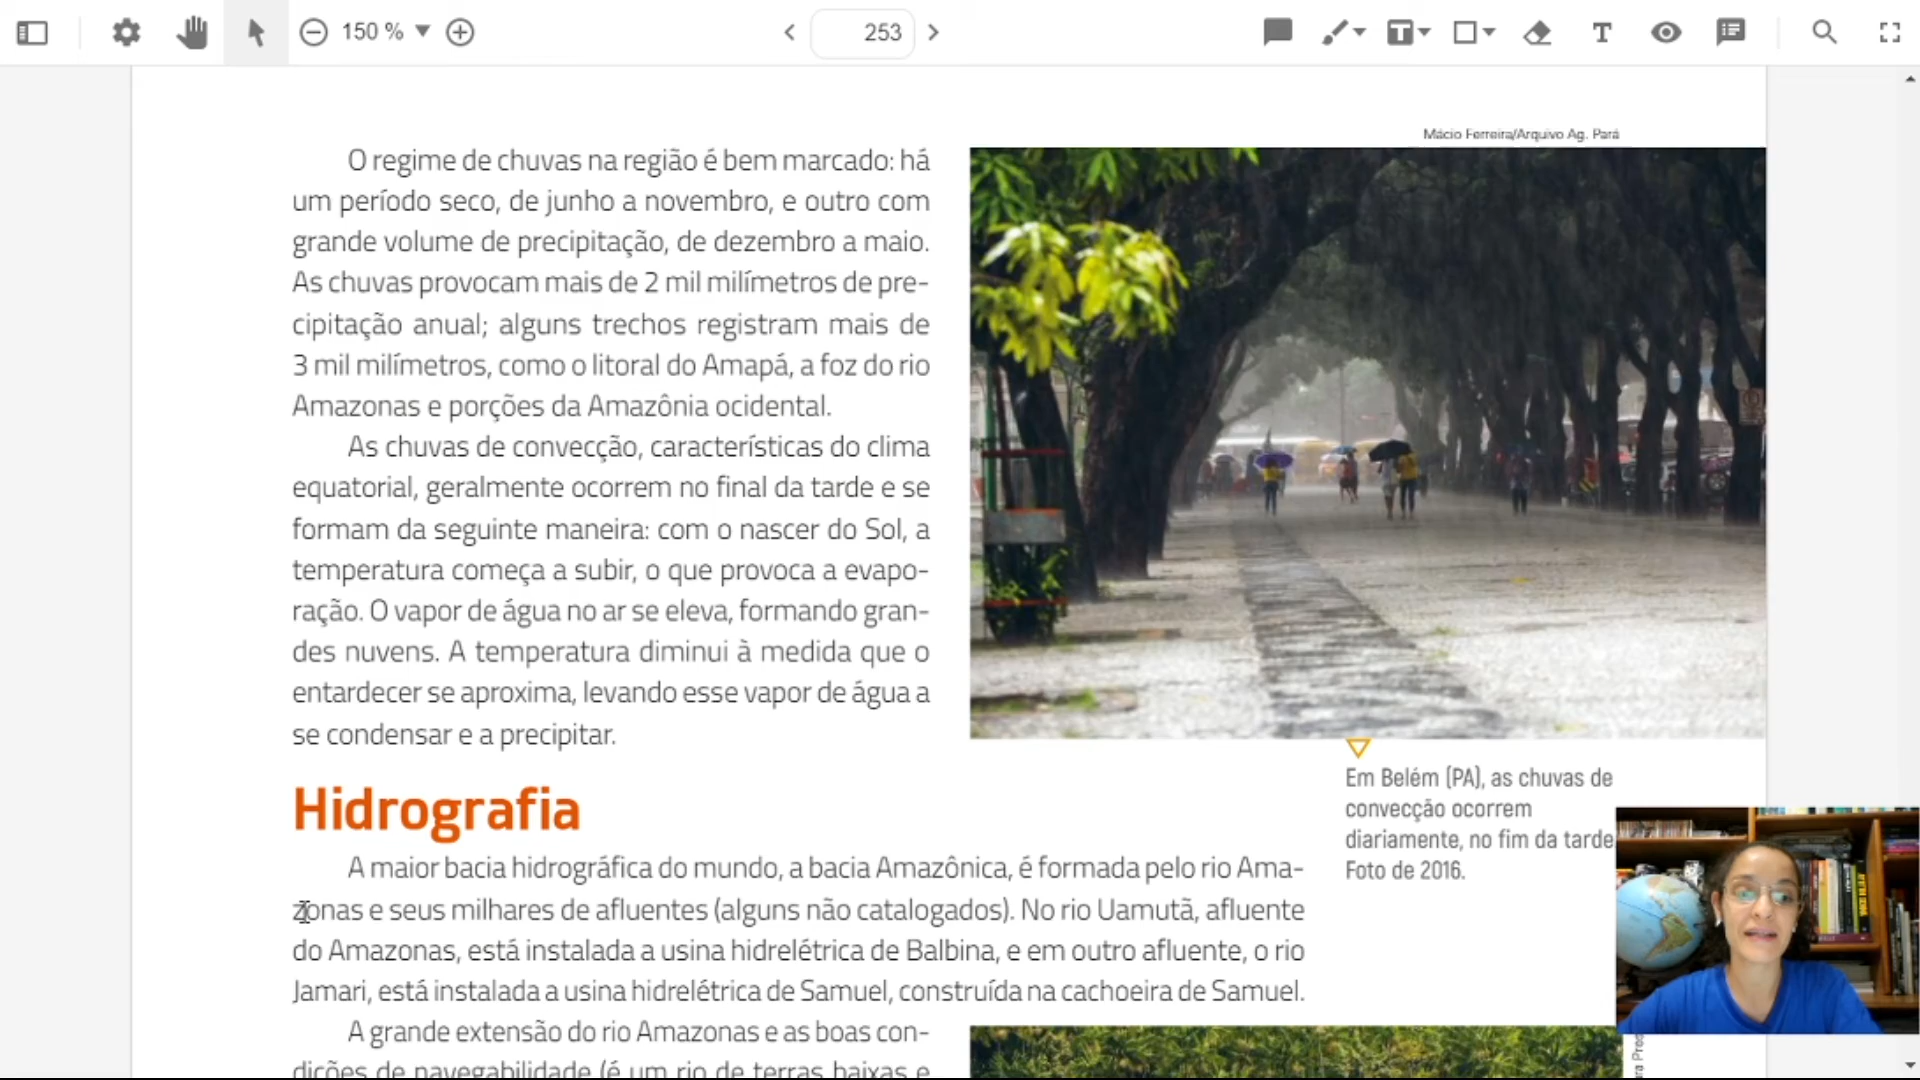 150 %
253
Mácio Ferreira/Arquivo Ag. Pará
O regime de chuvas na região é bem marcado: há
um período seco, de junho a novembro, e outro com
grande volume de precipitação, de dezembro a maio.
As chuvas provocam mais de 2 mil milímetros de pre-
cipitação anual; alguns trechos registram mais de
3 mil milímetros, como o litoral do Amapá, a foz do rio
Amazonas e porções da Amazônia ocidental.
As chuvas de convecção, características do clima
equatorial, geralmente ocorrem no final da tarde e se
formam da seguinte maneira: com o nascer do Sol, a
temperatura começa a subir, o que provoca a evapo-
ração. O vapor de água no ar se eleva, formando gran-
des nuvens. A temperatura diminui à medida que o
entardecer se aproxima, levando esse vapor de água a
se condensar e a precipitar.
Em Belém (PA), as chuvas de
convecção ocorrem
diariamente, no fim da tarde.
Foto de 2016.
Hidrografia
A maior bacia hidrográfica do mundo, a bacia Amazônica, é formada pelo rio Ama-
zonas e seus milhares de afluentes (alguns não catalogados). No rio Uamutã, afluente
do Amazonas, está instalada a usina hidrelétrica de Balbina, e em outro afluente, o rio
Jamari, está instalada a usina hidrelétrica de Samuel, construída na cachoeira de Samuel.
A grande extensão do rio Amazonas e as boas con-
dições de navegabilidade (é um rio de terras baixas e